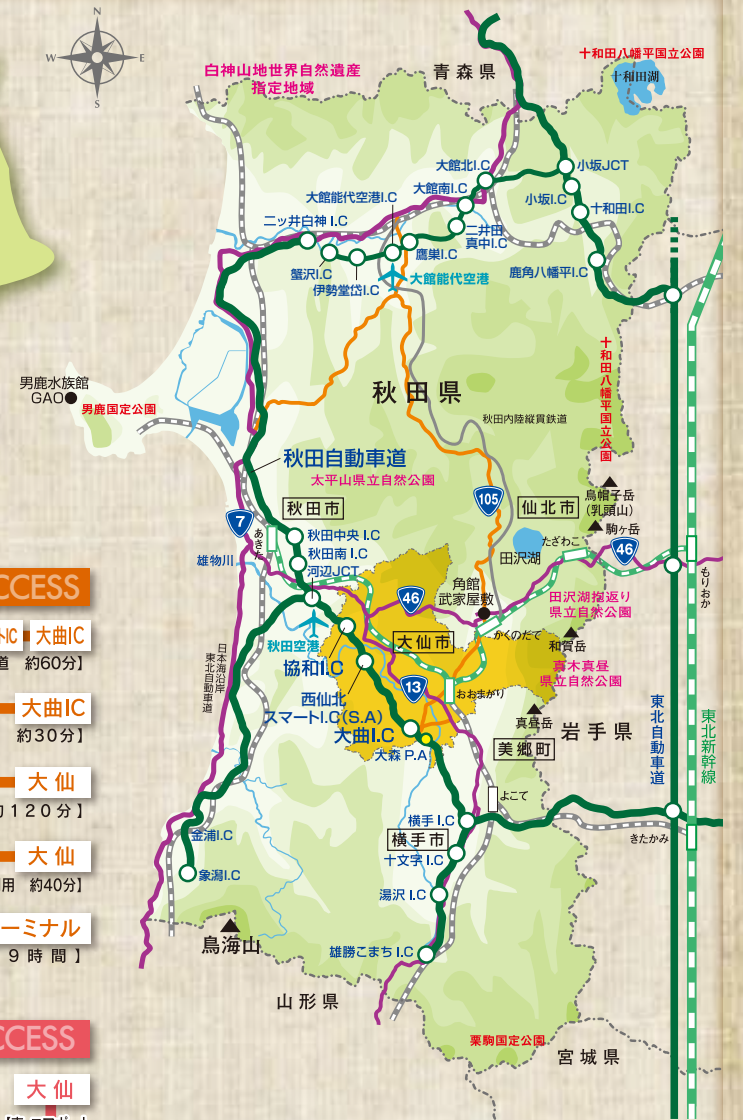 N
W
E
S
白神山地世界自然遺産
指定地域
青森県
十和田八幡平国立公園
十和田湖
大館北I.C
小坂JCT
大館能代空港I.C
大館南I.C
小坂I.C
十和田I.C
二ッ井白神 I.C
二井田
真中I.C
鷹巣I.C
蟹沢I.C
伊勢堂岱I.C
大館能代空港
鹿角八幡平I.C
十和田八幡平国立公園
男鹿水族館
GAO
男鹿国定公園
秋田県
秋田内陸縦貫鉄道
秋田自動車道
太平山県立自然公園
烏帽子岳
(乳頭山)
105
仙北市
秋田市
7
駒ヶ岳
あきた
秋田中央 I.C
たざわこ
46
秋田南 I.C
田沢湖
雄物川
河辺JCT
もりおか
角館
武家屋敷
田沢湖抱返り
県立自然公園
46
CCESS
秋田空港
大仙市
かくのだて
和賀岳
トIC
大曲IC
道 約60分】
協和I.C
真木真昼
県立自然公園
日本海沿岸
東北自動車道
西仙北
スマートI.C(S.A)
13
おおまがり
大曲IC
約30分】
大曲I.C
真昼岳
岩手県
東北自動車道
東北新幹線
大森 P.A
美郷町
大仙
約120分】
よこて
横手 I.C
金浦I.C
横手市
きたかみ
大仙
用 約40分】
十文字 I.C
象潟I.C
湯沢 I.C
ーミナル
9時間】
鳥海山
雄勝こまち I.C
山形県
CCESS
栗駒国定公園
宮城県
大仙